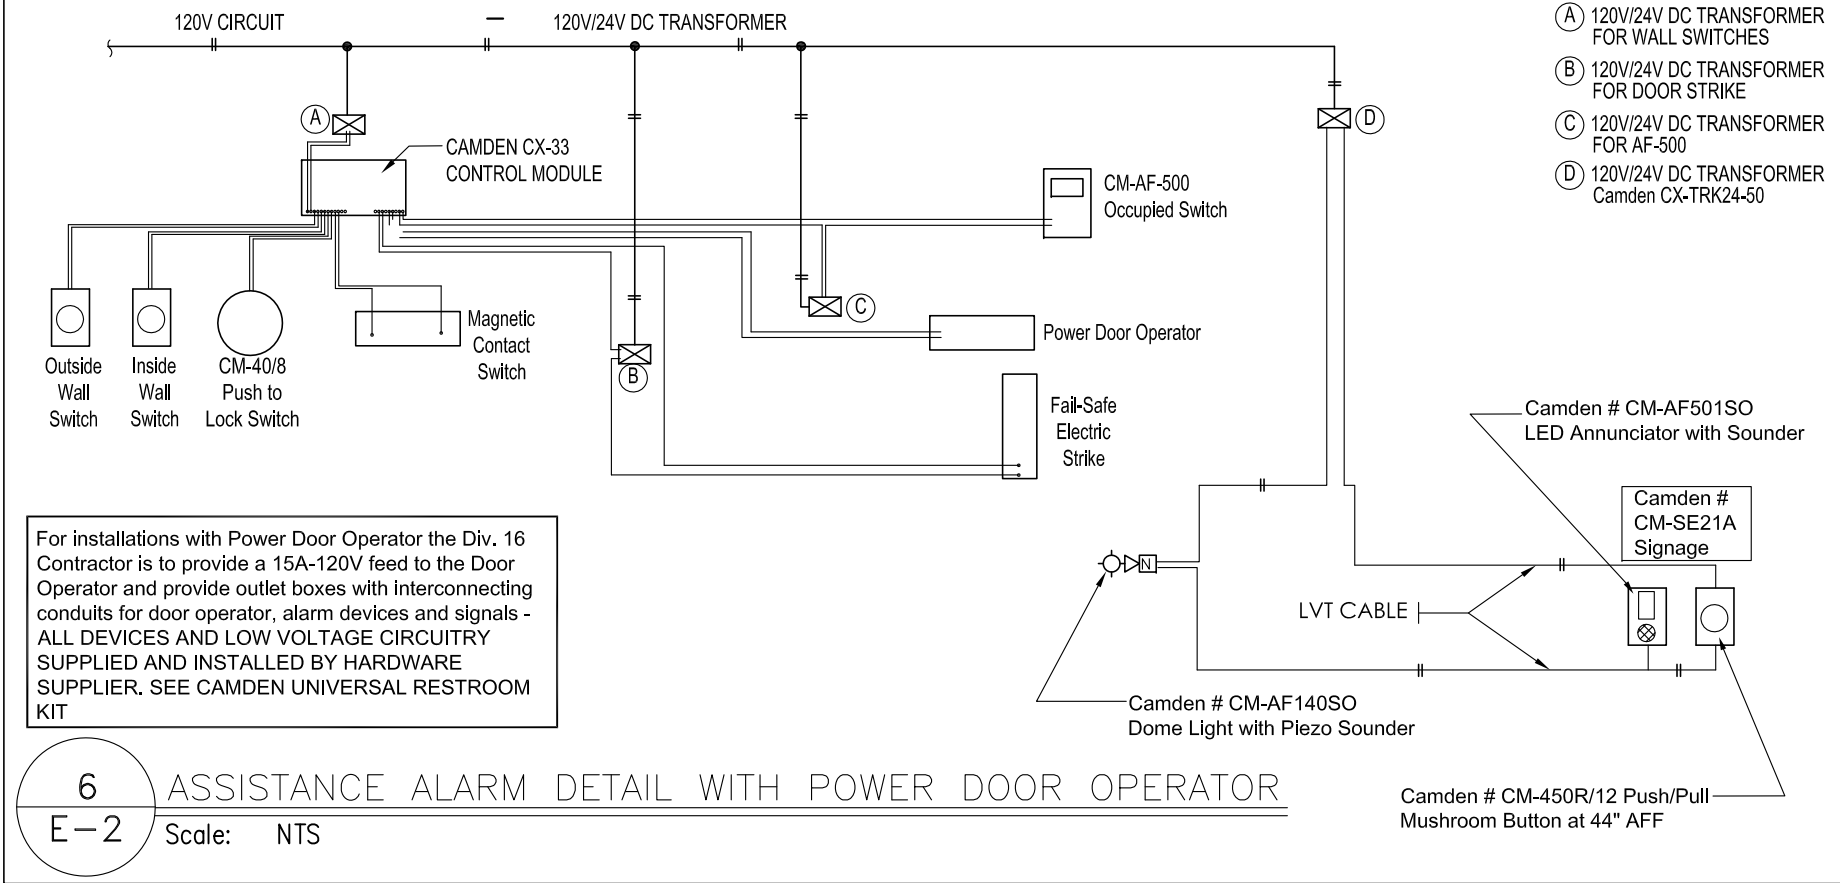 120V CIRCUIT
120V/24V DC TRANSFORMER
A 120V/24V DC TRANSFORMER
FOR WALL SWITCHES
B 120V/24V DC TRANSFORMER
FOR DOOR STRIKE
C 120V/24V DC TRANSFORMER
FOR AF-500
D 120V/24V DC TRANSFORMER
Camden CX-TRK24-50
A
D
CAMDEN CX-33
CONTROL MODULE
CM-AF-500
Occupied Switch
C
Magnetic
Contact
Switch
Power Door Operator
B
Outside
Wall
Switch
Inside
Wall
Switch
CM-40/8
Push to
Lock Switch
Fail-Safe
Electric
Strike
Camden # CM-AF501SO
LED Annunciator with Sounder
Camden #
CM-SE21A
Signage
N
LVT CABLE
For installations with Power Door Operator the Div. 16
Contractor is to provide a 15A-120V feed to the Door
Operator and provide outlet boxes with interconnecting
conduits for door operator, alarm devices and signals -
ALL DEVICES AND LOW VOLTAGE CIRCUITRY
SUPPLIED AND INSTALLED BY HARDWARE
SUPPLIER. SEE CAMDEN UNIVERSAL RESTROOM
KIT
Camden # CM-AF140SO
Dome Light with Piezo Sounder
Camden # CM-450R/12 Push/Pull
Mushroom Button at 44" AFF
6
E-2
ASSISTANCE ALARM DETAIL WITH POWER DOOR OPERATOR
Scale: NTS